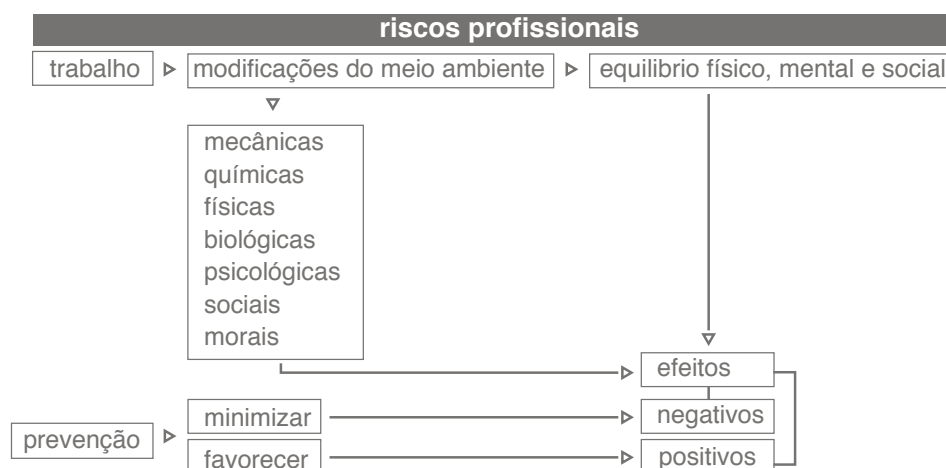 riscos profissionais
trabalho
modificações do meio ambiente
equilibrio físico, mental e social
mecânicas
químicas
físicas
biológicas
psicológicas
sociais
morais
efeitos
minimizar
negativos
prevenção
favorecer
positivos